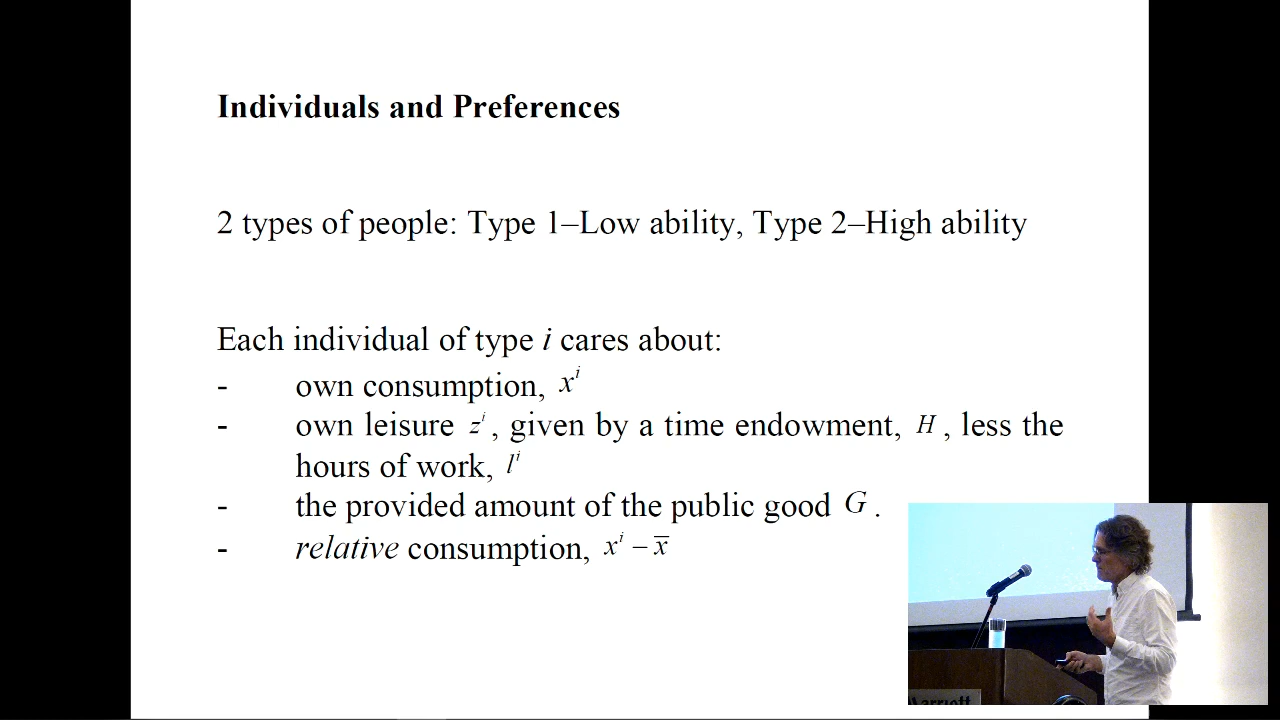 Individuals and Preferences
2 types of people: Type 1–Low ability, Type 2–High ability
Each individual of type i cares about:
- own consumption, xⁱ
- own leisure zⁱ, given by a time endowment, H, less the
hours of work, lⁱ
- the provided amount of the public good G.
- relative consumption, xⁱ − x̅
Marriott